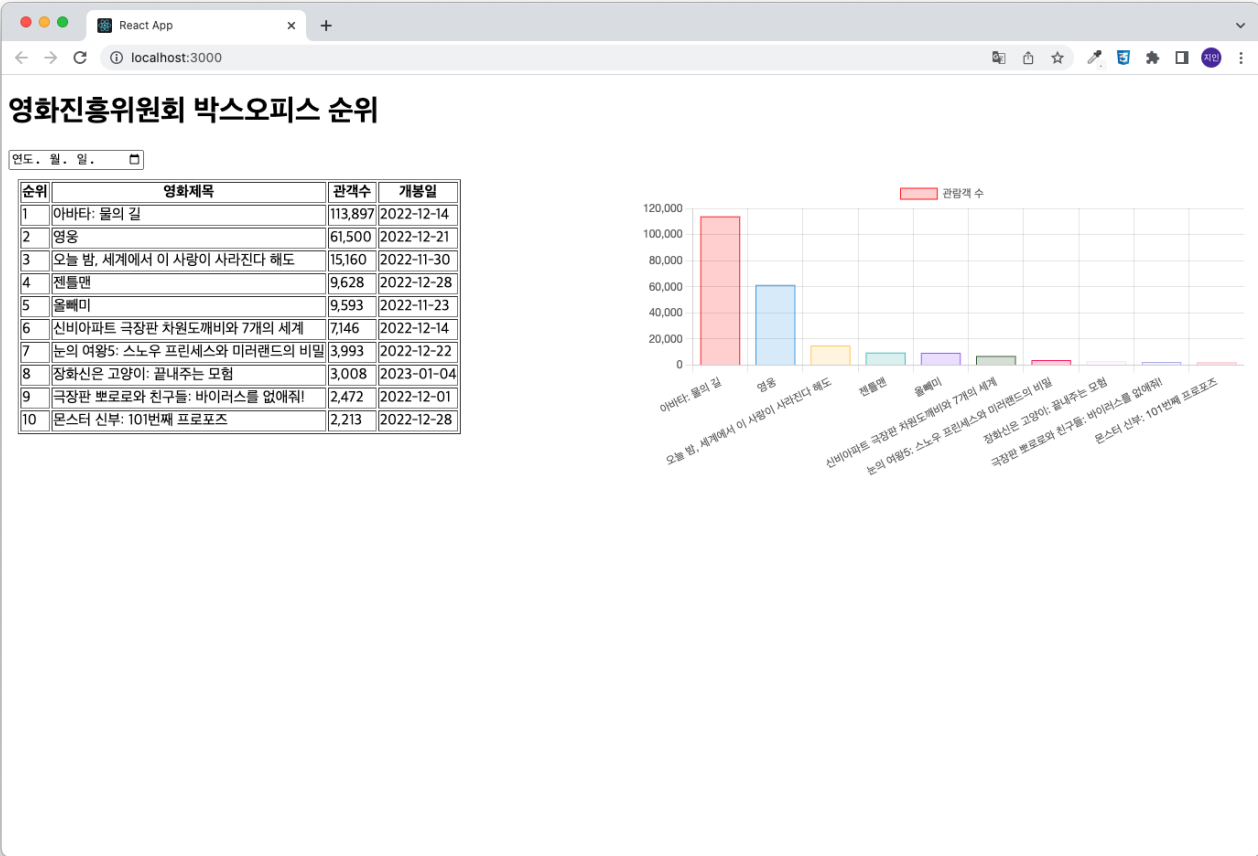 React App
localhost:3000
지인
영화진흥위원회 박스오피스 순위
연도. 월. 일.
순위 영화제목 관객수 개봉일
1 아바타: 물의 길 113,897 2022-12-14
2 영웅 61,500 2022-12-21
3 오늘 밤, 세계에서 이 사랑이 사라진다 해도 15,160 2022-11-30
4 젠틀맨 9,628 2022-12-28
5 올빼미 9,593 2022-11-23
6 신비아파트 극장판 차원도깨비와 7개의 세계 7,146 2022-12-14
7 눈의 여왕5: 스노우 프린세스와 미러랜드의 비밀 3,993 2022-12-22
8 장화신은 고양이: 끝내주는 모험 3,008 2023-01-04
9 극장판 뽀로로와 친구들: 바이러스를 없애줘! 2,472 2022-12-01
10 몬스터 신부: 101번째 프로포즈 2,213 2022-12-28
관람객 수
120,000
100,000
80,000
60,000
40,000
20,000
0
아바타: 물의 길
영웅
오늘 밤, 세계에서 이 사랑이 사라진다 해도
젠틀맨
올빼미
신비아파트 극장판 차원도깨비와 7개의 세계
눈의 여왕5: 스노우 프린세스와 미러랜드의 비밀
장화신은 고양이: 끝내주는 모험
극장판 뽀로로와 친구들: 바이러스를 없애줘!
몬스터 신부: 101번째 프로포즈